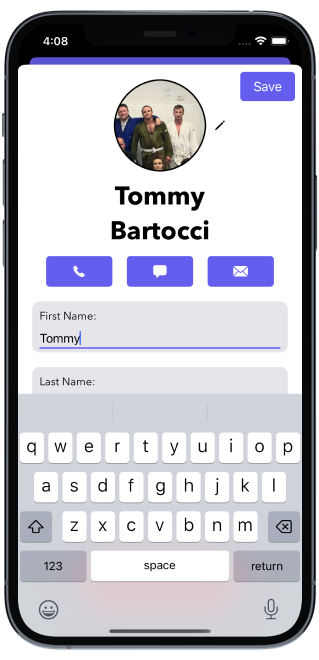 4:08
Save
Tommy
Bartocci
First Name:
Tommy
Last Name:
q w e r t y u i o p
a s d f g h j k l
z x c v b n m
123 space return